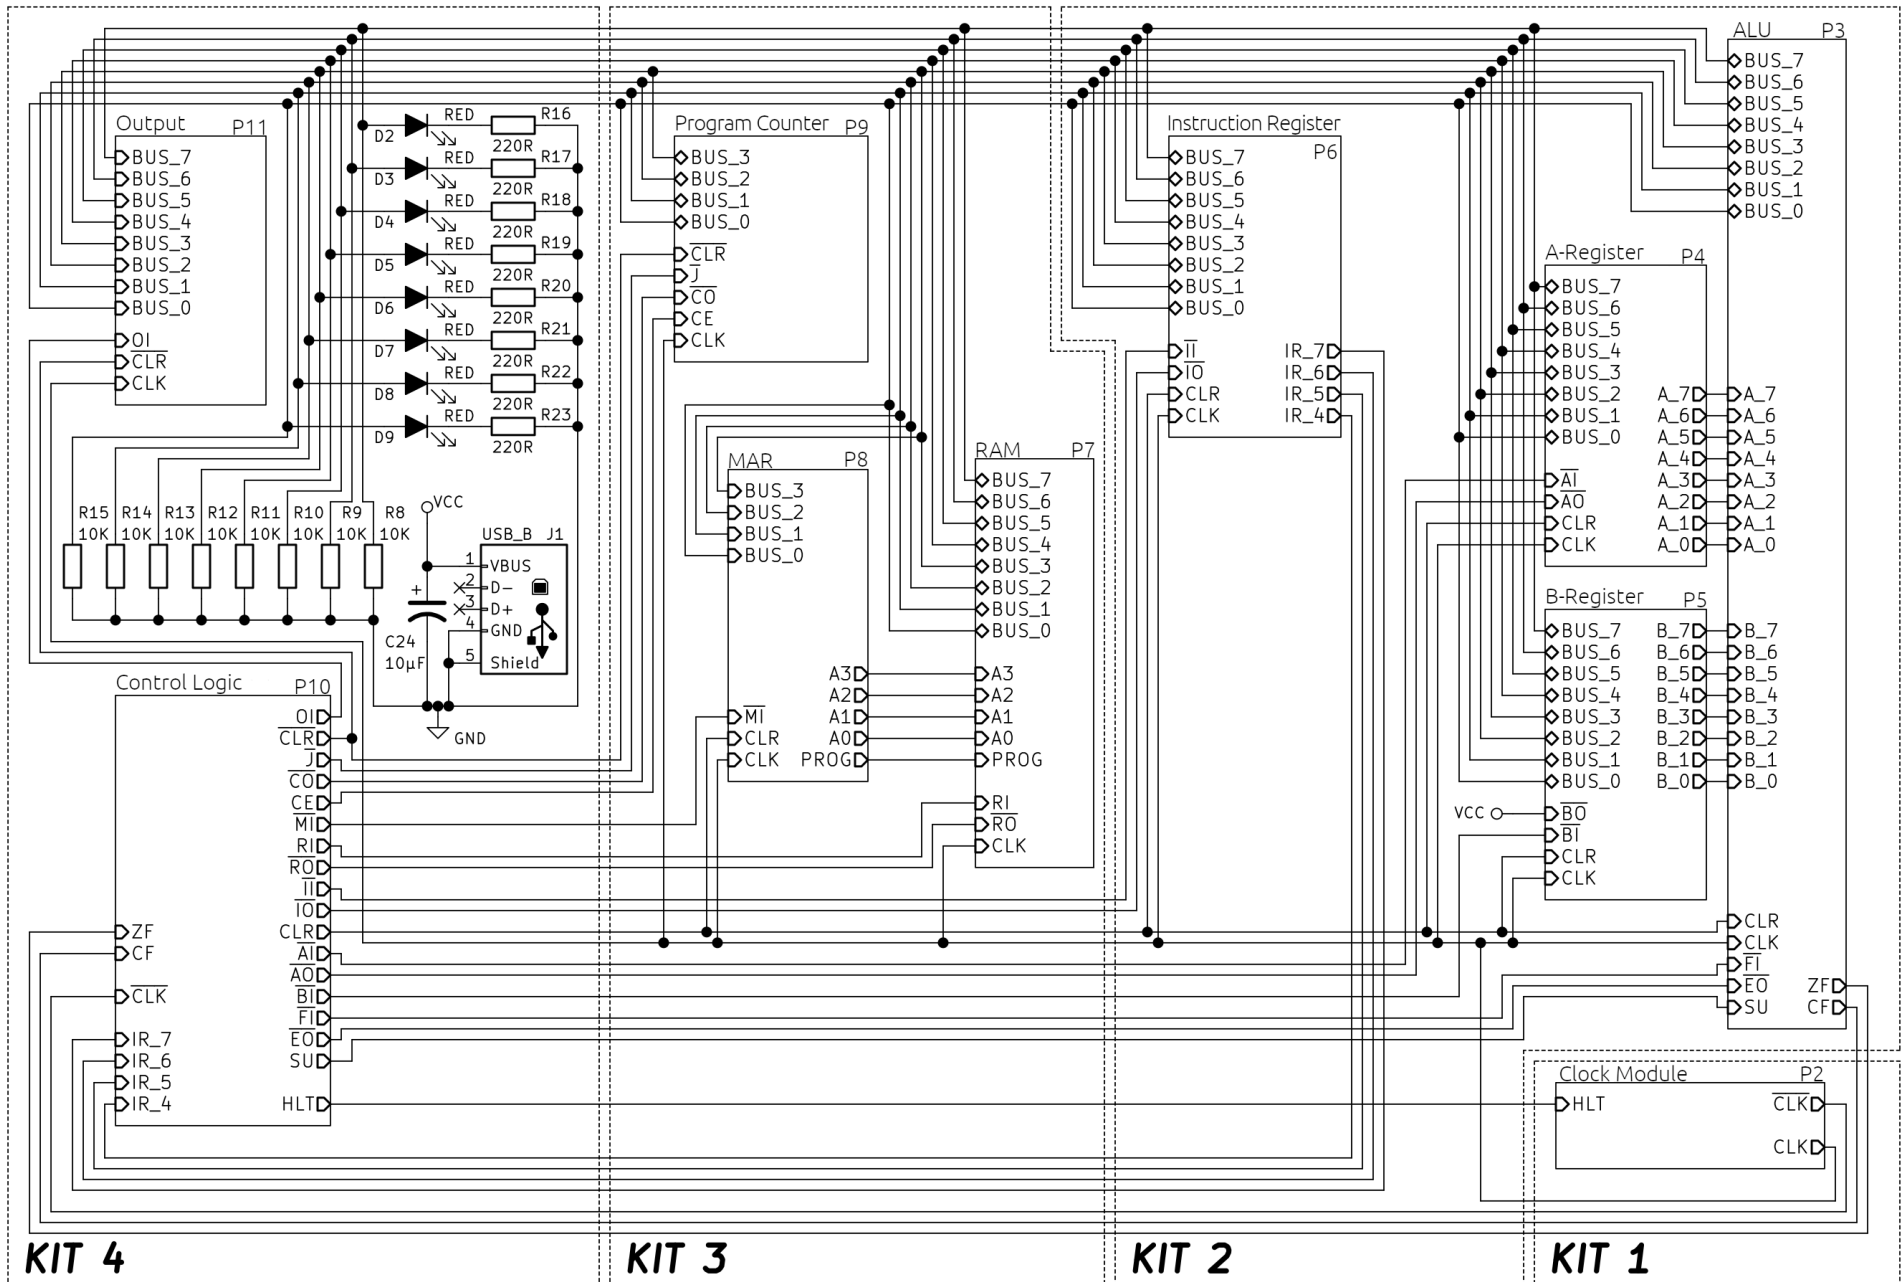 Output P11
BUS_7
BUS_6
BUS_5
BUS_4
BUS_3
BUS_2
BUS_1
BUS_0
OI
CLR
CLK
D2 RED 220R R16
D3 RED 220R R17
D4 RED 220R R18
D5 RED 220R R19
D6 RED 220R R20
D7 RED 220R R21
D8 RED 220R R22
D9 RED 220R R23
R15 R14 R13 R12 R11 R10 R9 R8
10K 10K 10K 10K 10K 10K 10K 10K
VCC
+
C24
10µF
USB_B J1
1 VBUS
2 D-
3 D+
4 GND
5 Shield
GND
Control Logic P10
OI
CLR
J
CO
CE
MI
RI
RO
II
IO
CLR
AI
AO
BI
FI
EO
SU
HLT
ZF
CF
CLK
IR_7
IR_6
IR_5
IR_4
KIT 4
Program Counter P9
BUS_3
BUS_2
BUS_1
BUS_0
CLR
J
CO
CE
CLK
MAR P8
BUS_3
BUS_2
BUS_1
BUS_0
MI
CLR
CLK
A3
A2
A1
A0
PROG
RAM P7
BUS_7
BUS_6
BUS_5
BUS_4
BUS_3
BUS_2
BUS_1
BUS_0
A3
A2
A1
A0
PROG
RI
RO
CLK
KIT 3
Instruction Register
P6
BUS_7
BUS_6
BUS_5
BUS_4
BUS_3
BUS_2
BUS_1
BUS_0
II IR_7
IO IR_6
CLR IR_5
CLK IR_4
KIT 2
ALU P3
BUS_7
BUS_6
BUS_5
BUS_4
BUS_3
BUS_2
BUS_1
BUS_0
A_7
A_6
A_5
A_4
A_3
A_2
A_1
A_0
B_7
B_6
B_5
B_4
B_3
B_2
B_1
B_0
CLR
CLK
FI
EO
SU
ZF
CF
A-Register P4
BUS_7
BUS_6
BUS_5
BUS_4
BUS_3
BUS_2
BUS_1
BUS_0
AI
AO
CLR
CLK
A_7
A_6
A_5
A_4
A_3
A_2
A_1
A_0
B-Register P5
BUS_7 B_7
BUS_6 B_6
BUS_5 B_5
BUS_4 B_4
BUS_3 B_3
BUS_2 B_2
BUS_1 B_1
BUS_0 B_0
VCC BO
BI
CLR
CLK
Clock Module P2
HLT CLK
CLK
KIT 1